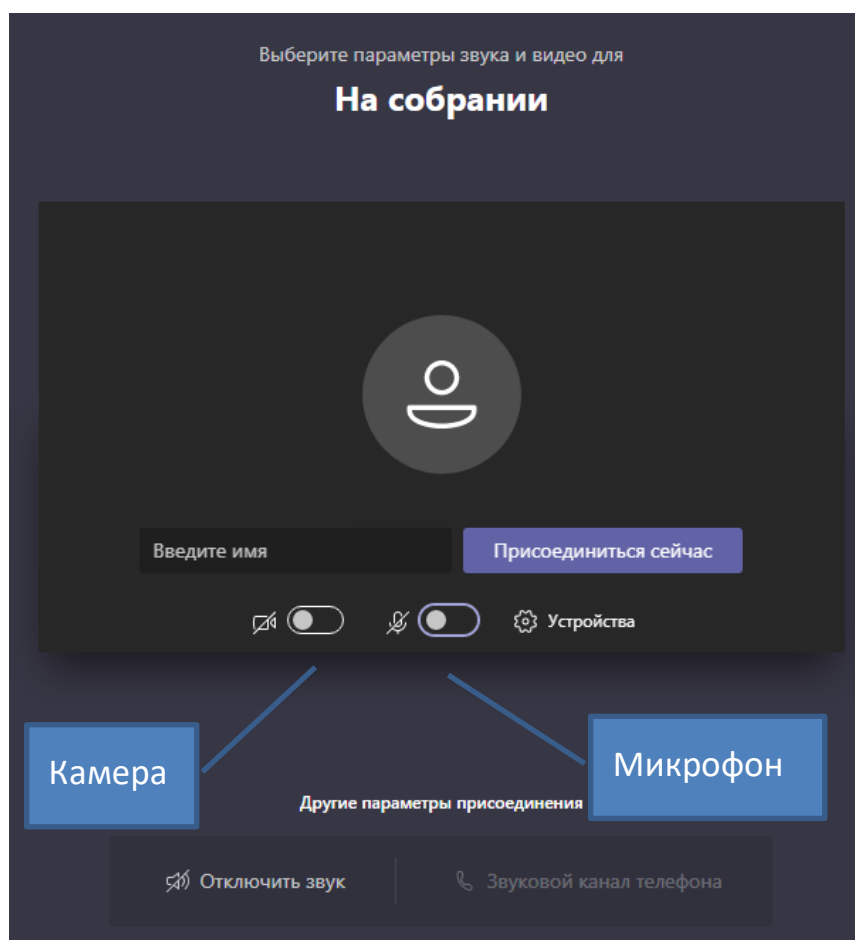 Выберите параметры звука и видео для
На собрании
Введите имя
Присоединиться сейчас
Устройства
Камера
Микрофон
Другие параметры присоединения
Отключить звук
Звуковой канал телефона